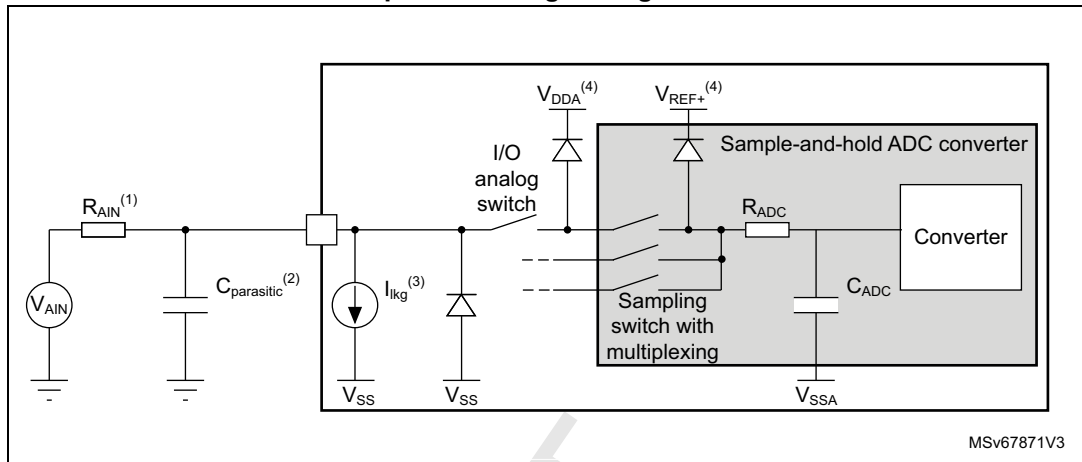 V_DDA^(4)
V_REF+^(4)
Sample-and-hold ADC converter
I/O
analog
switch
R_AIN^(1)
R_ADC
Converter
V_AIN
C_parasitic^(2)
I_lkg^(3)
C_ADC
Sampling
switch with
multiplexing
V_SS
V_SS
V_SSA
MSv67871V3